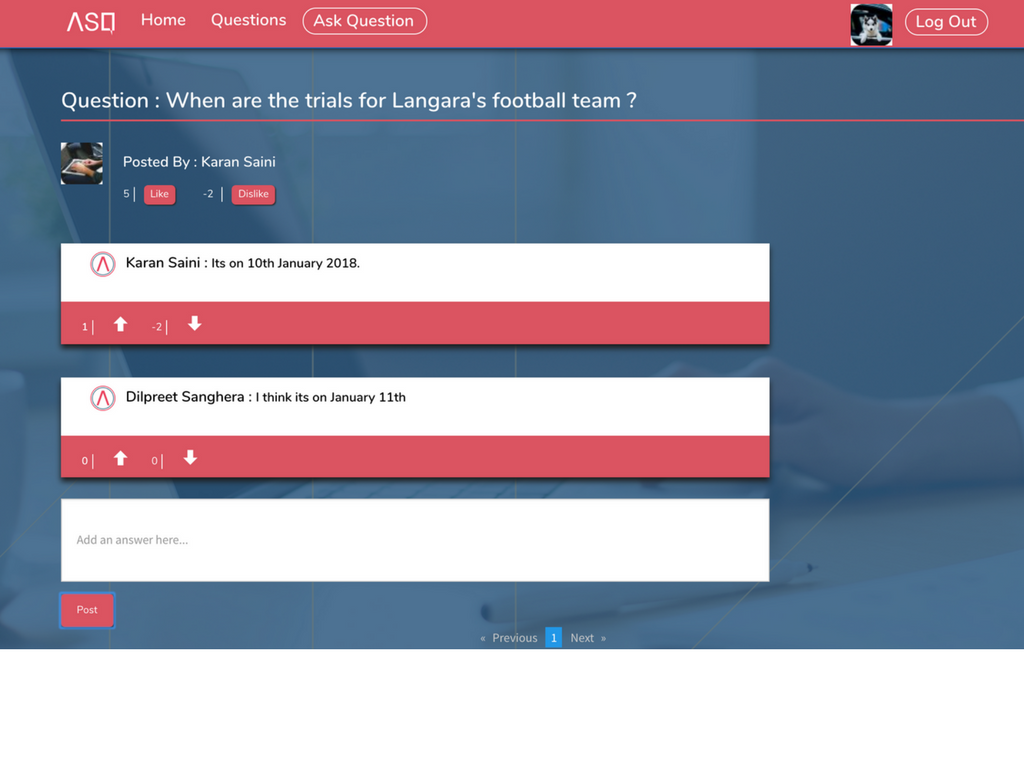 ASQ Home Questions Ask Question Log Out
Question : When are the trials for Langara's football team ?
Posted By : Karan Saini
5 | Like -2 | Dislike
Karan Saini : Its on 10th January 2018.
1 | -2 |
Dilpreet Sanghera : I think its on January 11th
0 | 0 |
Add an answer here...
Post
« Previous 1 Next »